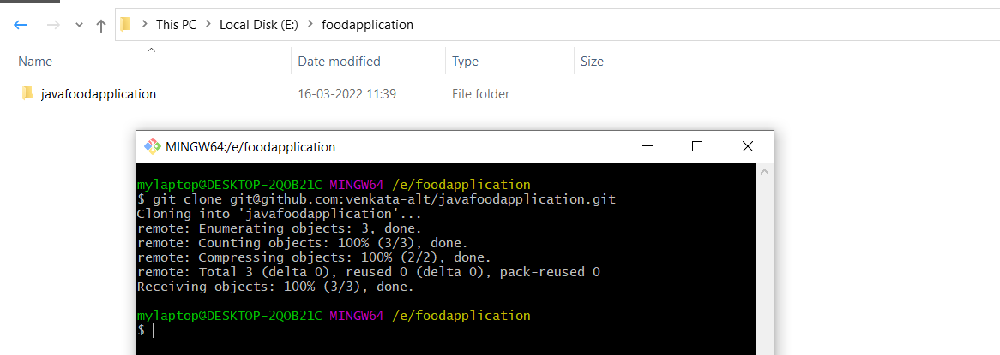 This PC > Local Disk (E:) > foodapplication
Name Date modified Type Size
javafoodapplication 16-03-2022 11:39 File folder
MINGW64:/e/foodapplication
mylaptop@DESKTOP-2QOB21C MINGW64 /e/foodapplication
$ git clone git@github.com:venkata-alt/javafoodapplication.git
Cloning into 'javafoodapplication'...
remote: Enumerating objects: 3, done.
remote: Counting objects: 100% (3/3), done.
remote: Compressing objects: 100% (2/2), done.
remote: Total 3 (delta 0), reused 0 (delta 0), pack-reused 0
Receiving objects: 100% (3/3), done.
mylaptop@DESKTOP-2QOB21C MINGW64 /e/foodapplication
$